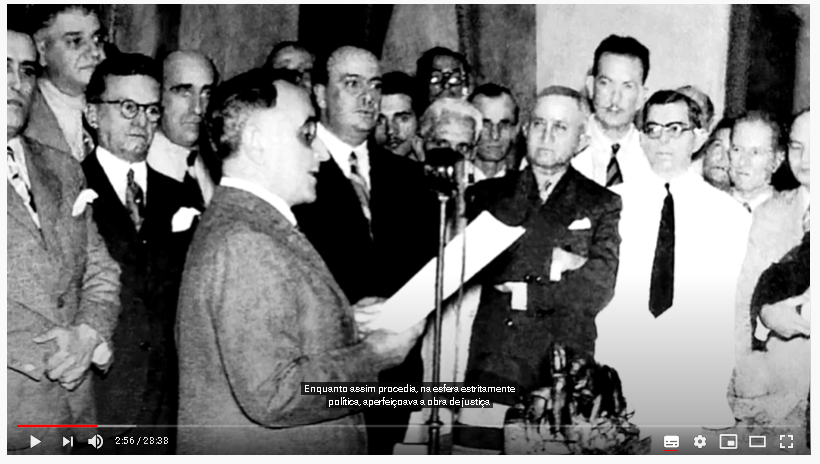 Enquanto assim procedia, na esfera estritamente
política, aperfeiçoava a obra de justiça
2:56 / 28:38